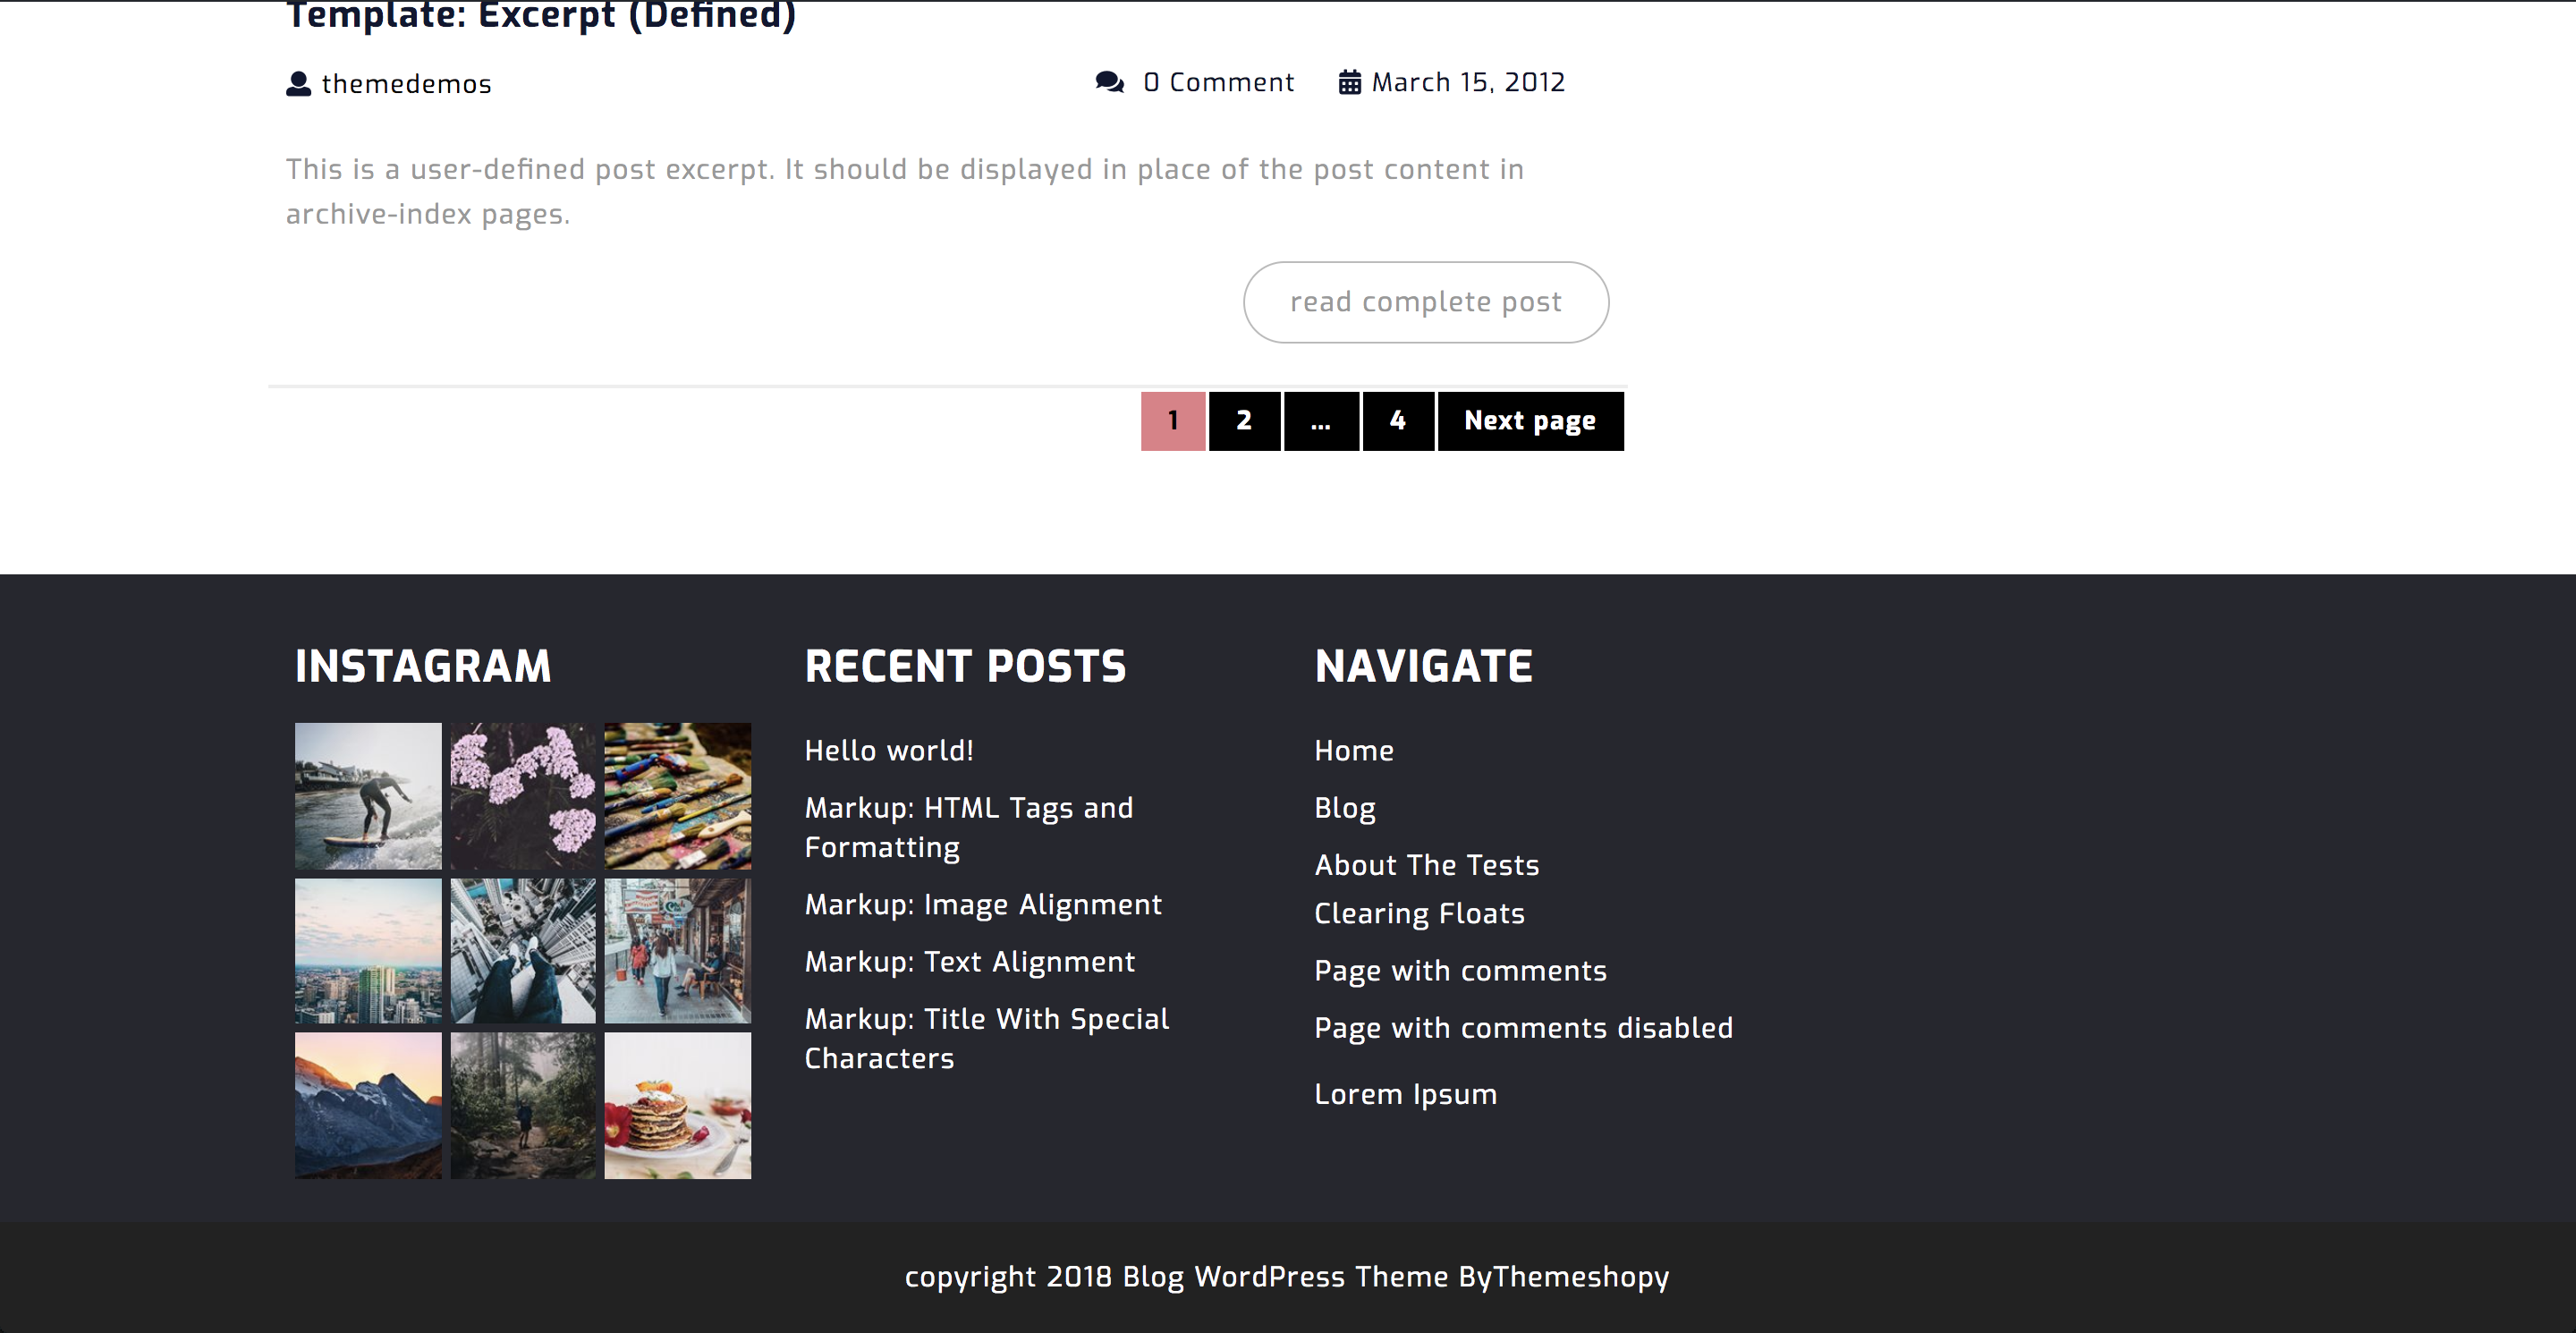 Template: Excerpt (Defined)
themedemos
0 Comment
March 15, 2012
This is a user-defined post excerpt. It should be displayed in place of the post content in
archive-index pages.
read complete post
1 2 … 4 Next page
INSTAGRAM
RECENT POSTS
Hello world!
Markup: HTML Tags and
Formatting
Markup: Image Alignment
Markup: Text Alignment
Markup: Title With Special
Characters
NAVIGATE
Home
Blog
About The Tests
Clearing Floats
Page with comments
Page with comments disabled
Lorem Ipsum
copyright 2018 Blog WordPress Theme ByThemeshopy